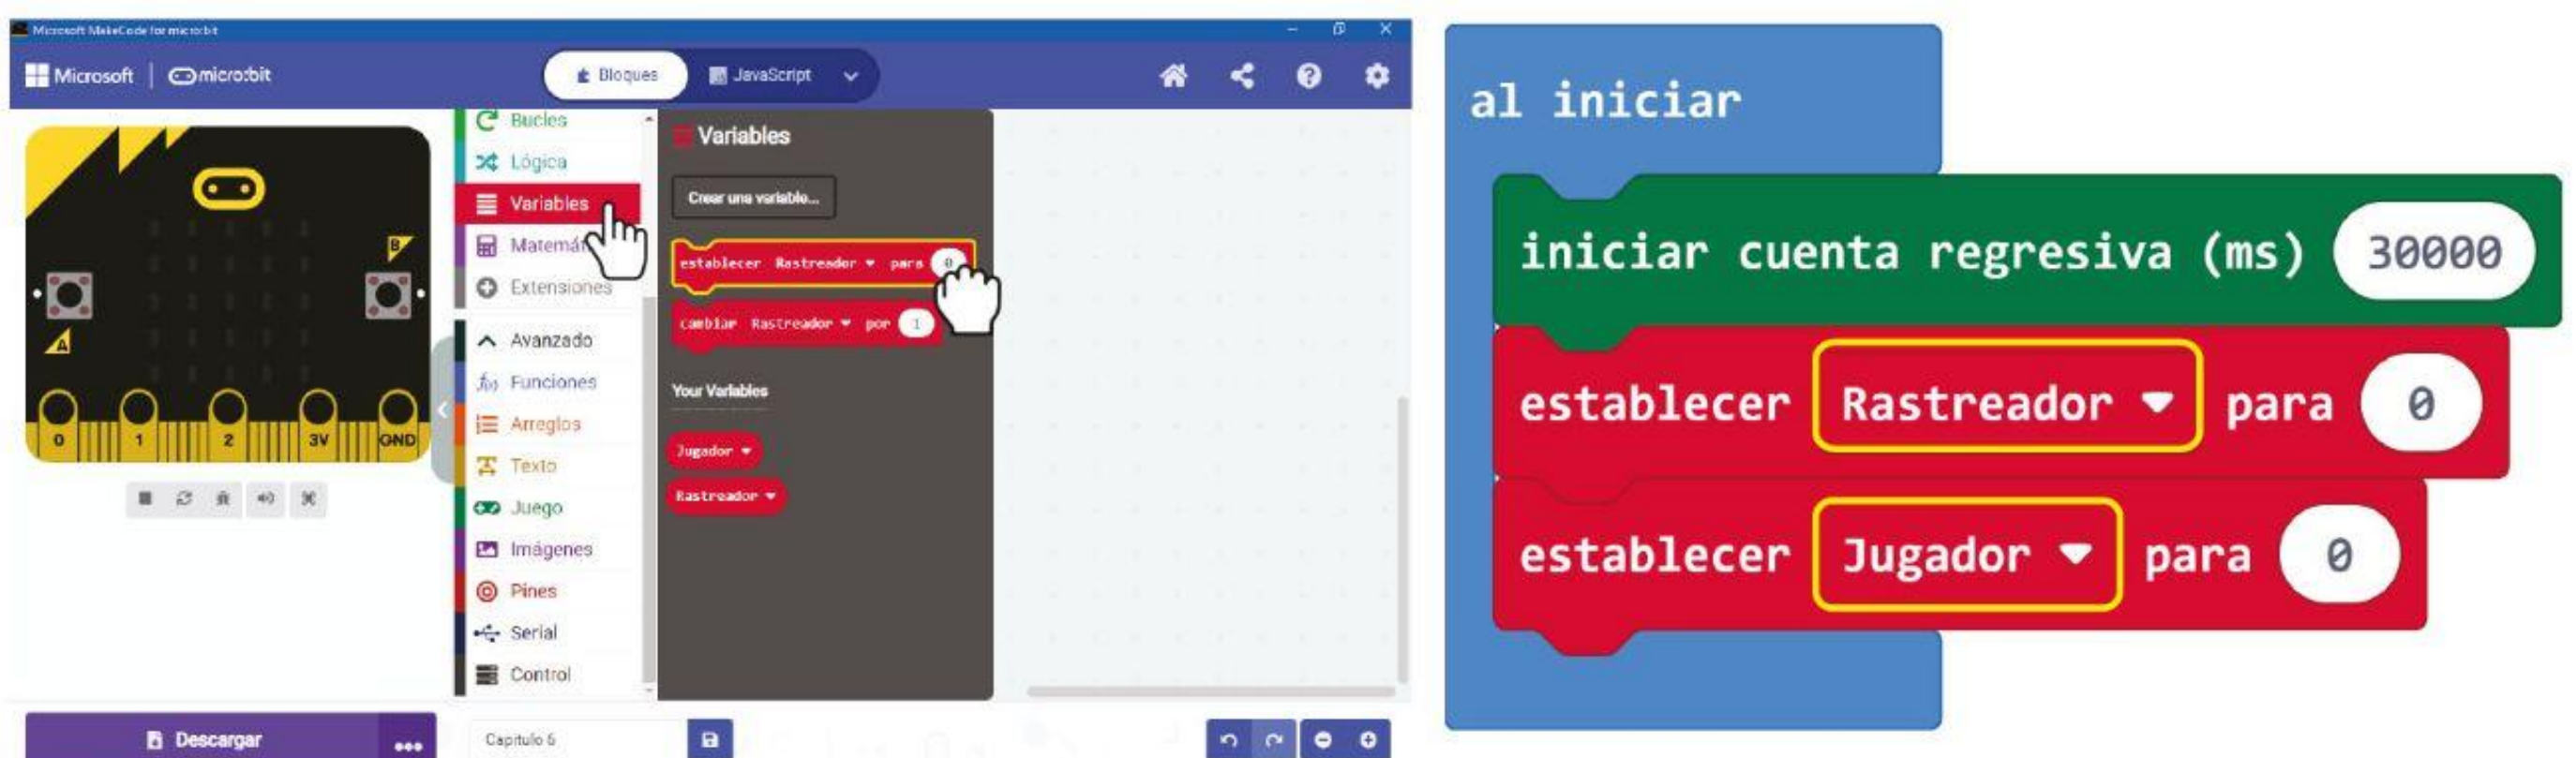 Microsoft MakeCode for micro:bit
Microsoft | micro:bit
Bloques
JavaScript
Bucles
Lógica
Variables
Matemá
Extensiones
Avanzado
Funciones
Arreglos
Texto
Juego
Imágenes
Pines
Serial
Control
Variables
Crear una variable...
establecer Rastreador para 0
cambiar Rastreador por 1
Your Variables
Jugador
Rastreador
A
B
0 1 2 3V GND
Descargar
Capitulo 6
al iniciar
iniciar cuenta regresiva (ms) 30000
establecer Rastreador para 0
establecer Jugador para 0